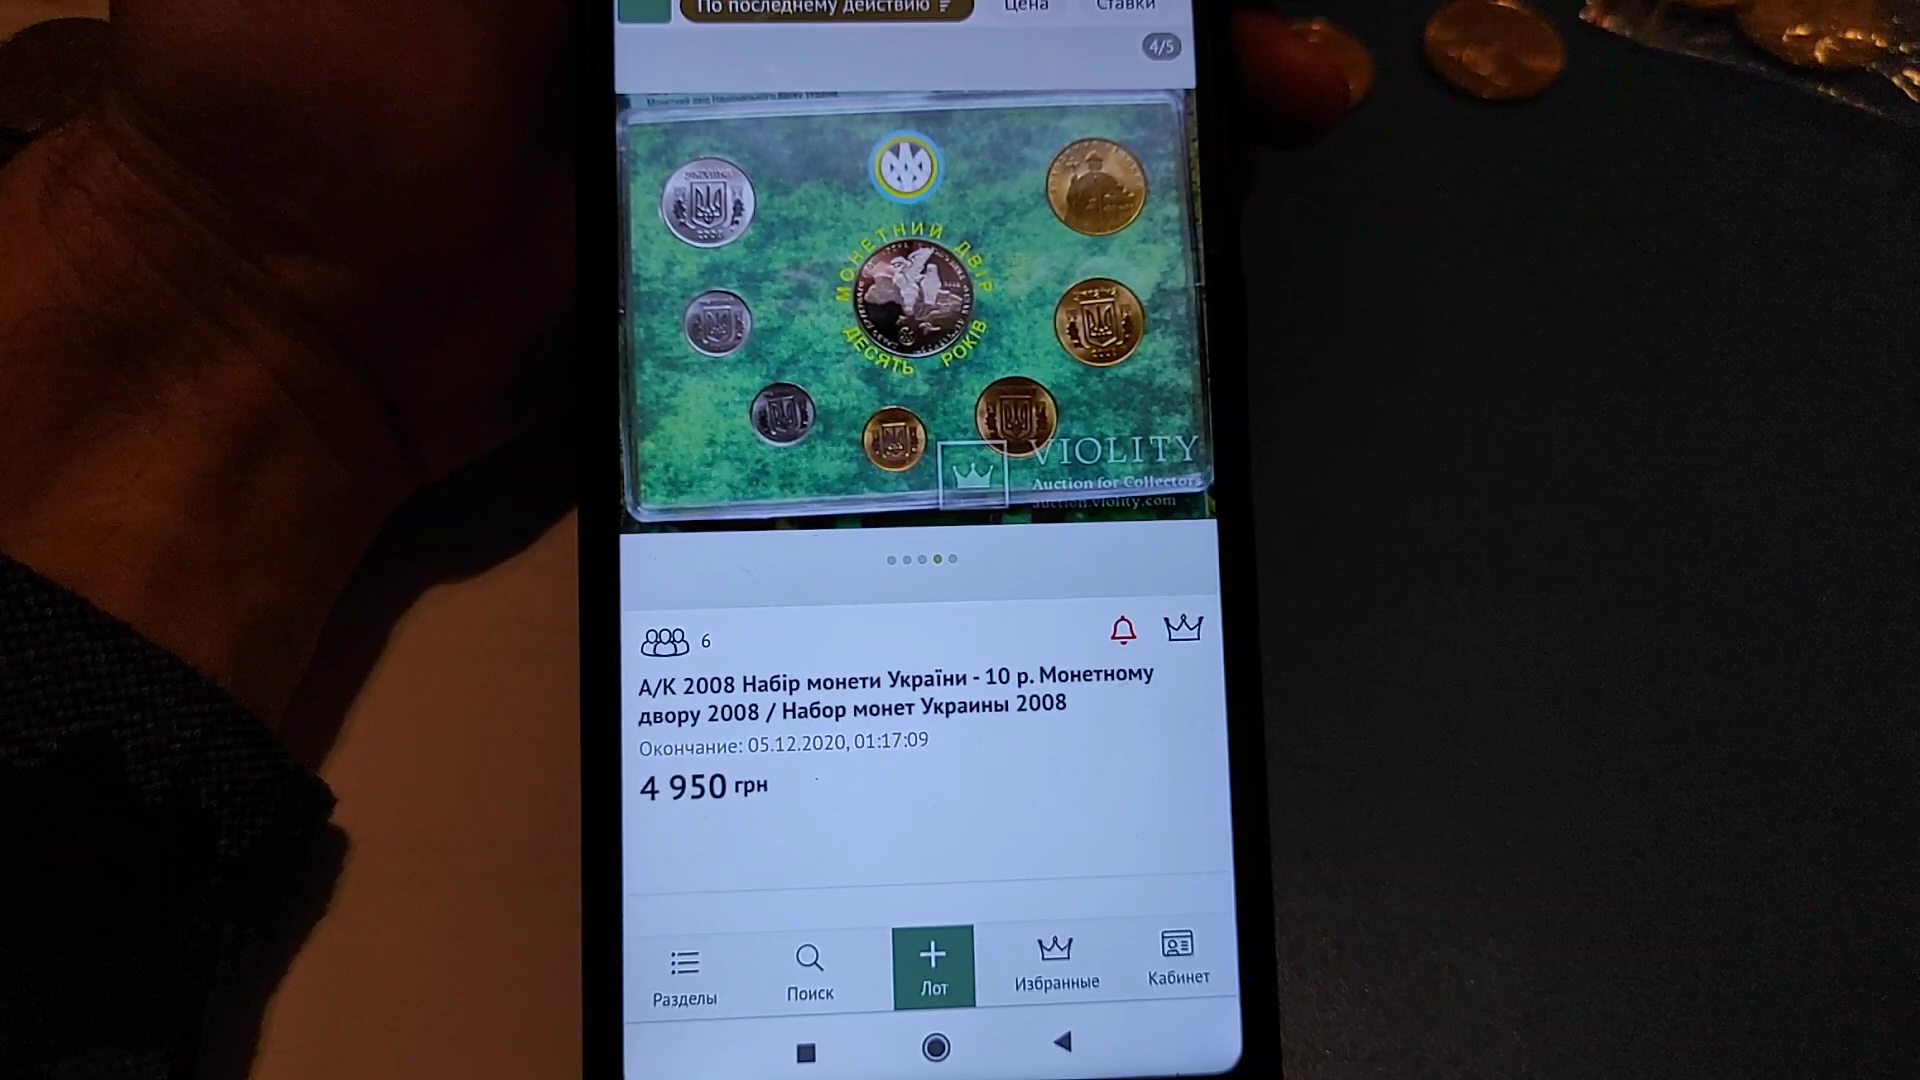 По последнему действию
Цена
Ставки
4/5
МОНЕТНИЙ ДВІР
ДЕСЯТЬ РОКІВ
VIOLITY
Auction for Collectors
auction.violity.com
6
А/К 2008 Набір монети України - 10 р. Монетному
двору 2008 / Набор монет Украины 2008
Окончание: 05.12.2020, 01:17:09
4 950 грн
Разделы
Поиск
Лот
Избранные
Кабинет